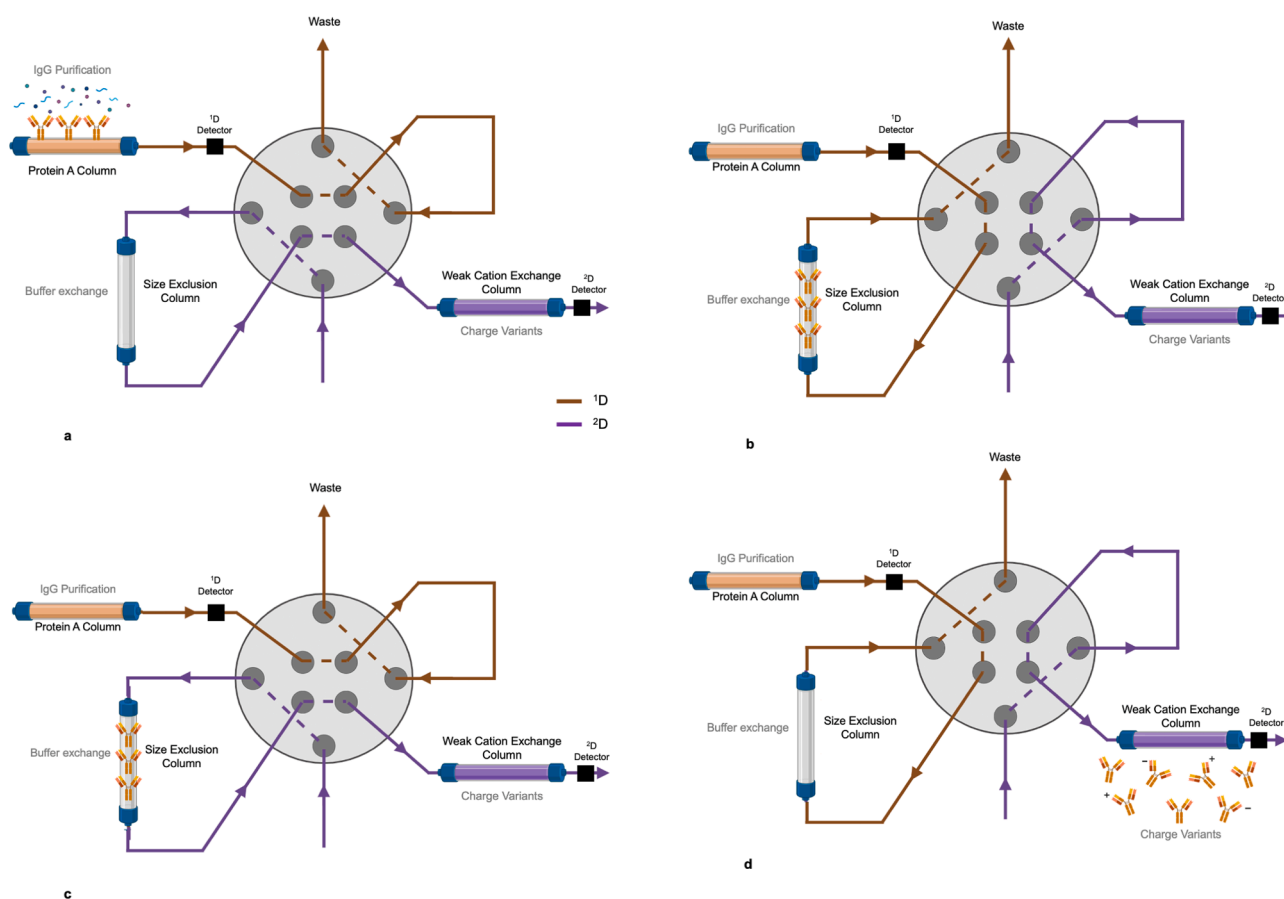 Waste
IgG Purification
¹D
Detector
Protein A Column
Buffer exchange
Size Exclusion
Column
Weak Cation Exchange
Column
²D
Detector
Charge Variants
¹D
²D
a
Waste
IgG Purification
¹D
Detector
Protein A Column
Buffer exchange
Size Exclusion
Column
Weak Cation Exchange
Column
²D
Detector
Charge Variants
b
Waste
IgG Purification
¹D
Detector
Protein A Column
Buffer exchange
Size Exclusion
Column
Weak Cation Exchange
Column
²D
Detector
Charge Variants
c
Waste
IgG Purification
¹D
Detector
Protein A Column
Buffer exchange
Size Exclusion
Column
Weak Cation Exchange
Column
²D
Detector
− +
+ −
Charge Variants
d